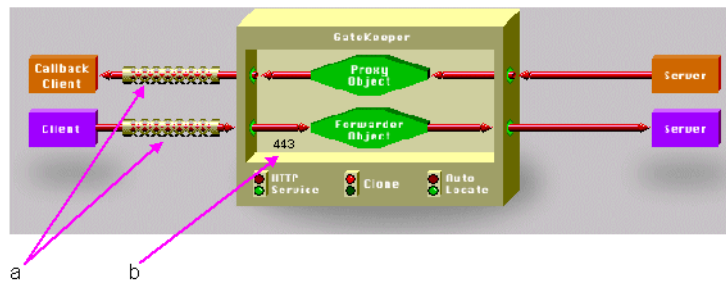 GateKeeper
Callback
Client
Proxy
Object
Server
Client
Forwarder
Object
Server
443
HTTP
Service
Clone
Auto
Locate
a
b